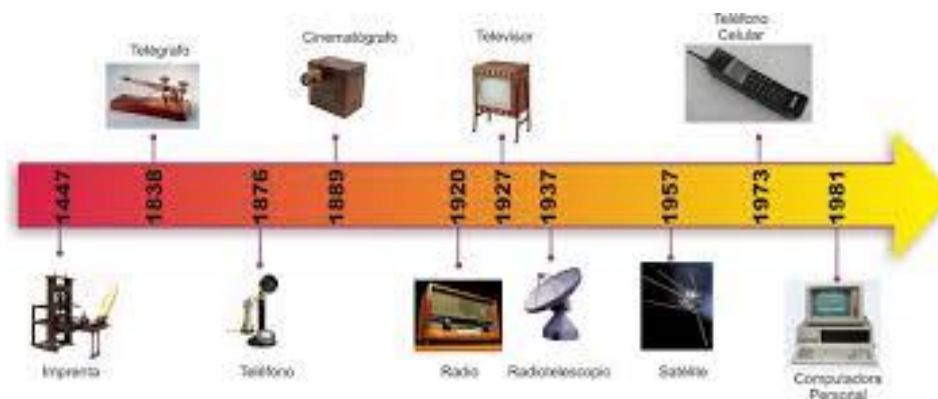 Telégrafo
Cinematógrafo
Televisor
Teléfono
Celular
1447
1838
1876
1889
1920
1927
1937
1957
1973
1981
Imprenta
Teléfono
Radio
Radiotelescopio
Satélite
Computadora
Personal